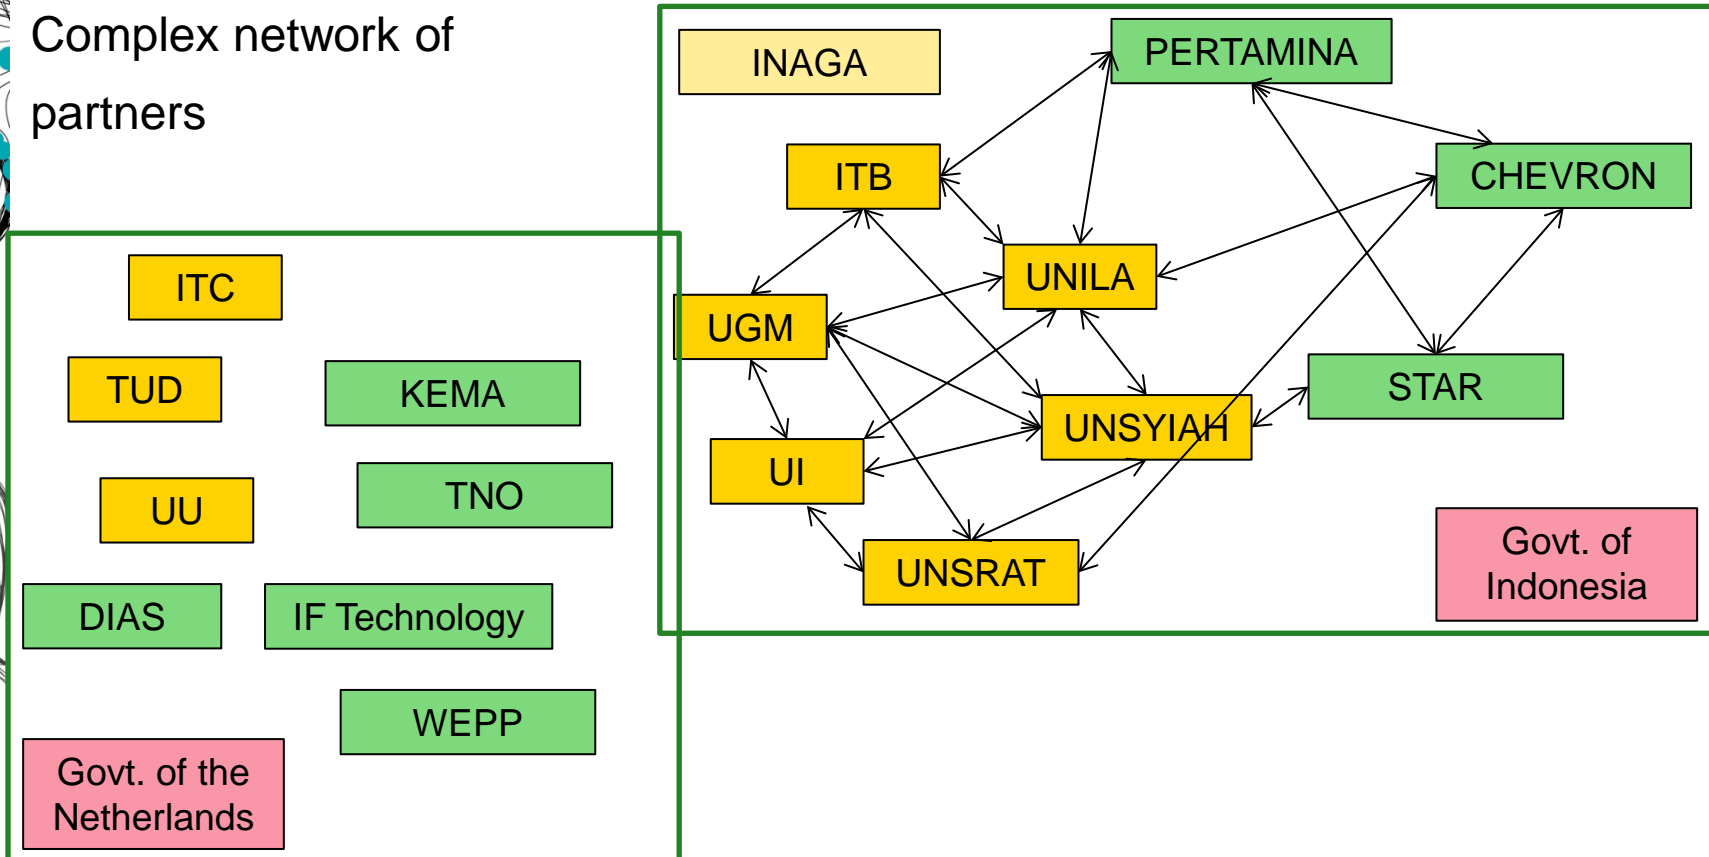 Complex network of
partners
INAGA
PERTAMINA
ITB
CHEVRON
UNILA
UGM
STAR
UNSYIAH
UI
UNSRAT
Govt. of
Indonesia
ITC
TUD
KEMA
TNO
UU
DIAS
IF Technology
WEPP
Govt. of the
Netherlands